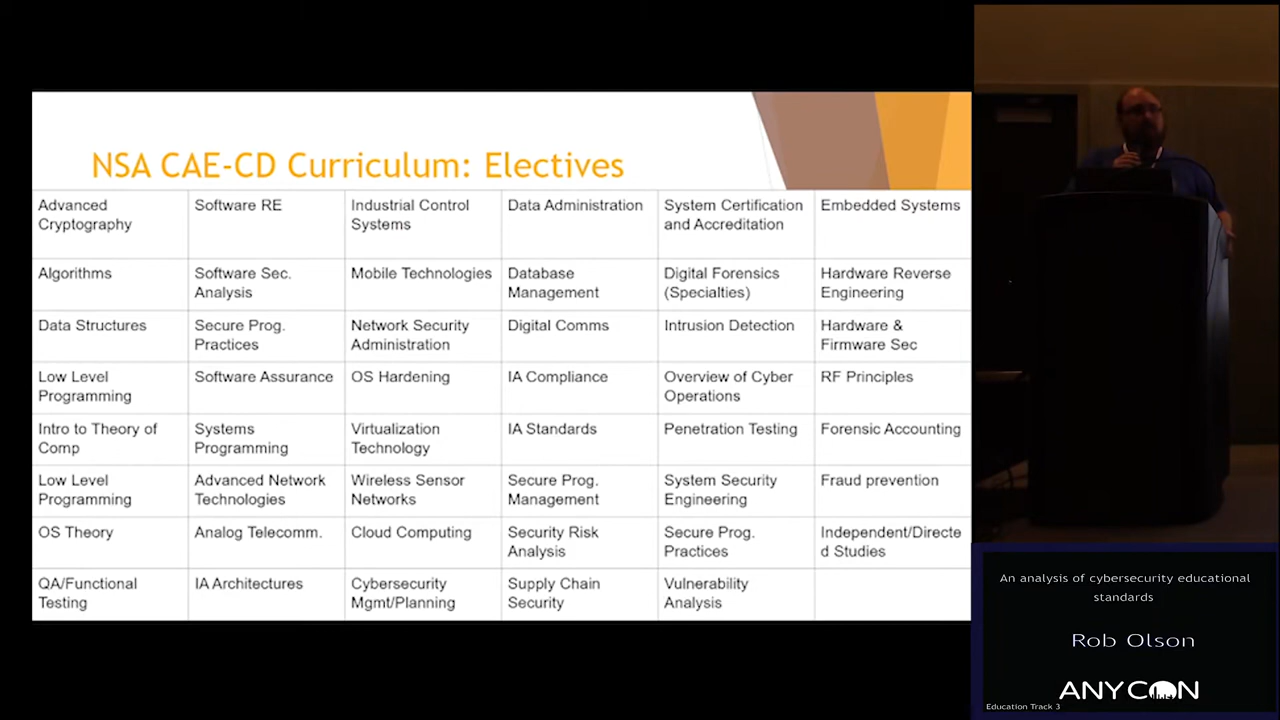 NSA CAE-CD Curriculum: Electives
Advanced
Cryptography
Software RE
Industrial Control
Systems
Data Administration
System Certification
and Accreditation
Embedded Systems
Algorithms
Software Sec.
Analysis
Mobile Technologies
Database
Management
Digital Forensics
(Specialties)
Hardware Reverse
Engineering
Data Structures
Secure Prog.
Practices
Network Security
Administration
Digital Comms
Intrusion Detection
Hardware &
Firmware Sec
Low Level
Programming
Software Assurance
OS Hardening
IA Compliance
Overview of Cyber
Operations
RF Principles
Intro to Theory of
Comp
Systems
Programming
Virtualization
Technology
IA Standards
Penetration Testing
Forensic Accounting
Low Level
Programming
Advanced Network
Technologies
Wireless Sensor
Networks
Secure Prog.
Management
System Security
Engineering
Fraud prevention
OS Theory
Analog Telecomm.
Cloud Computing
Security Risk
Analysis
Secure Prog.
Practices
Independent/Directe
d Studies
QA/Functional
Testing
IA Architectures
Cybersecurity
Mgmt/Planning
Supply Chain
Security
Vulnerability
Analysis
An analysis of cybersecurity educational
standards
Rob Olson
ANYCON
Education Track 3